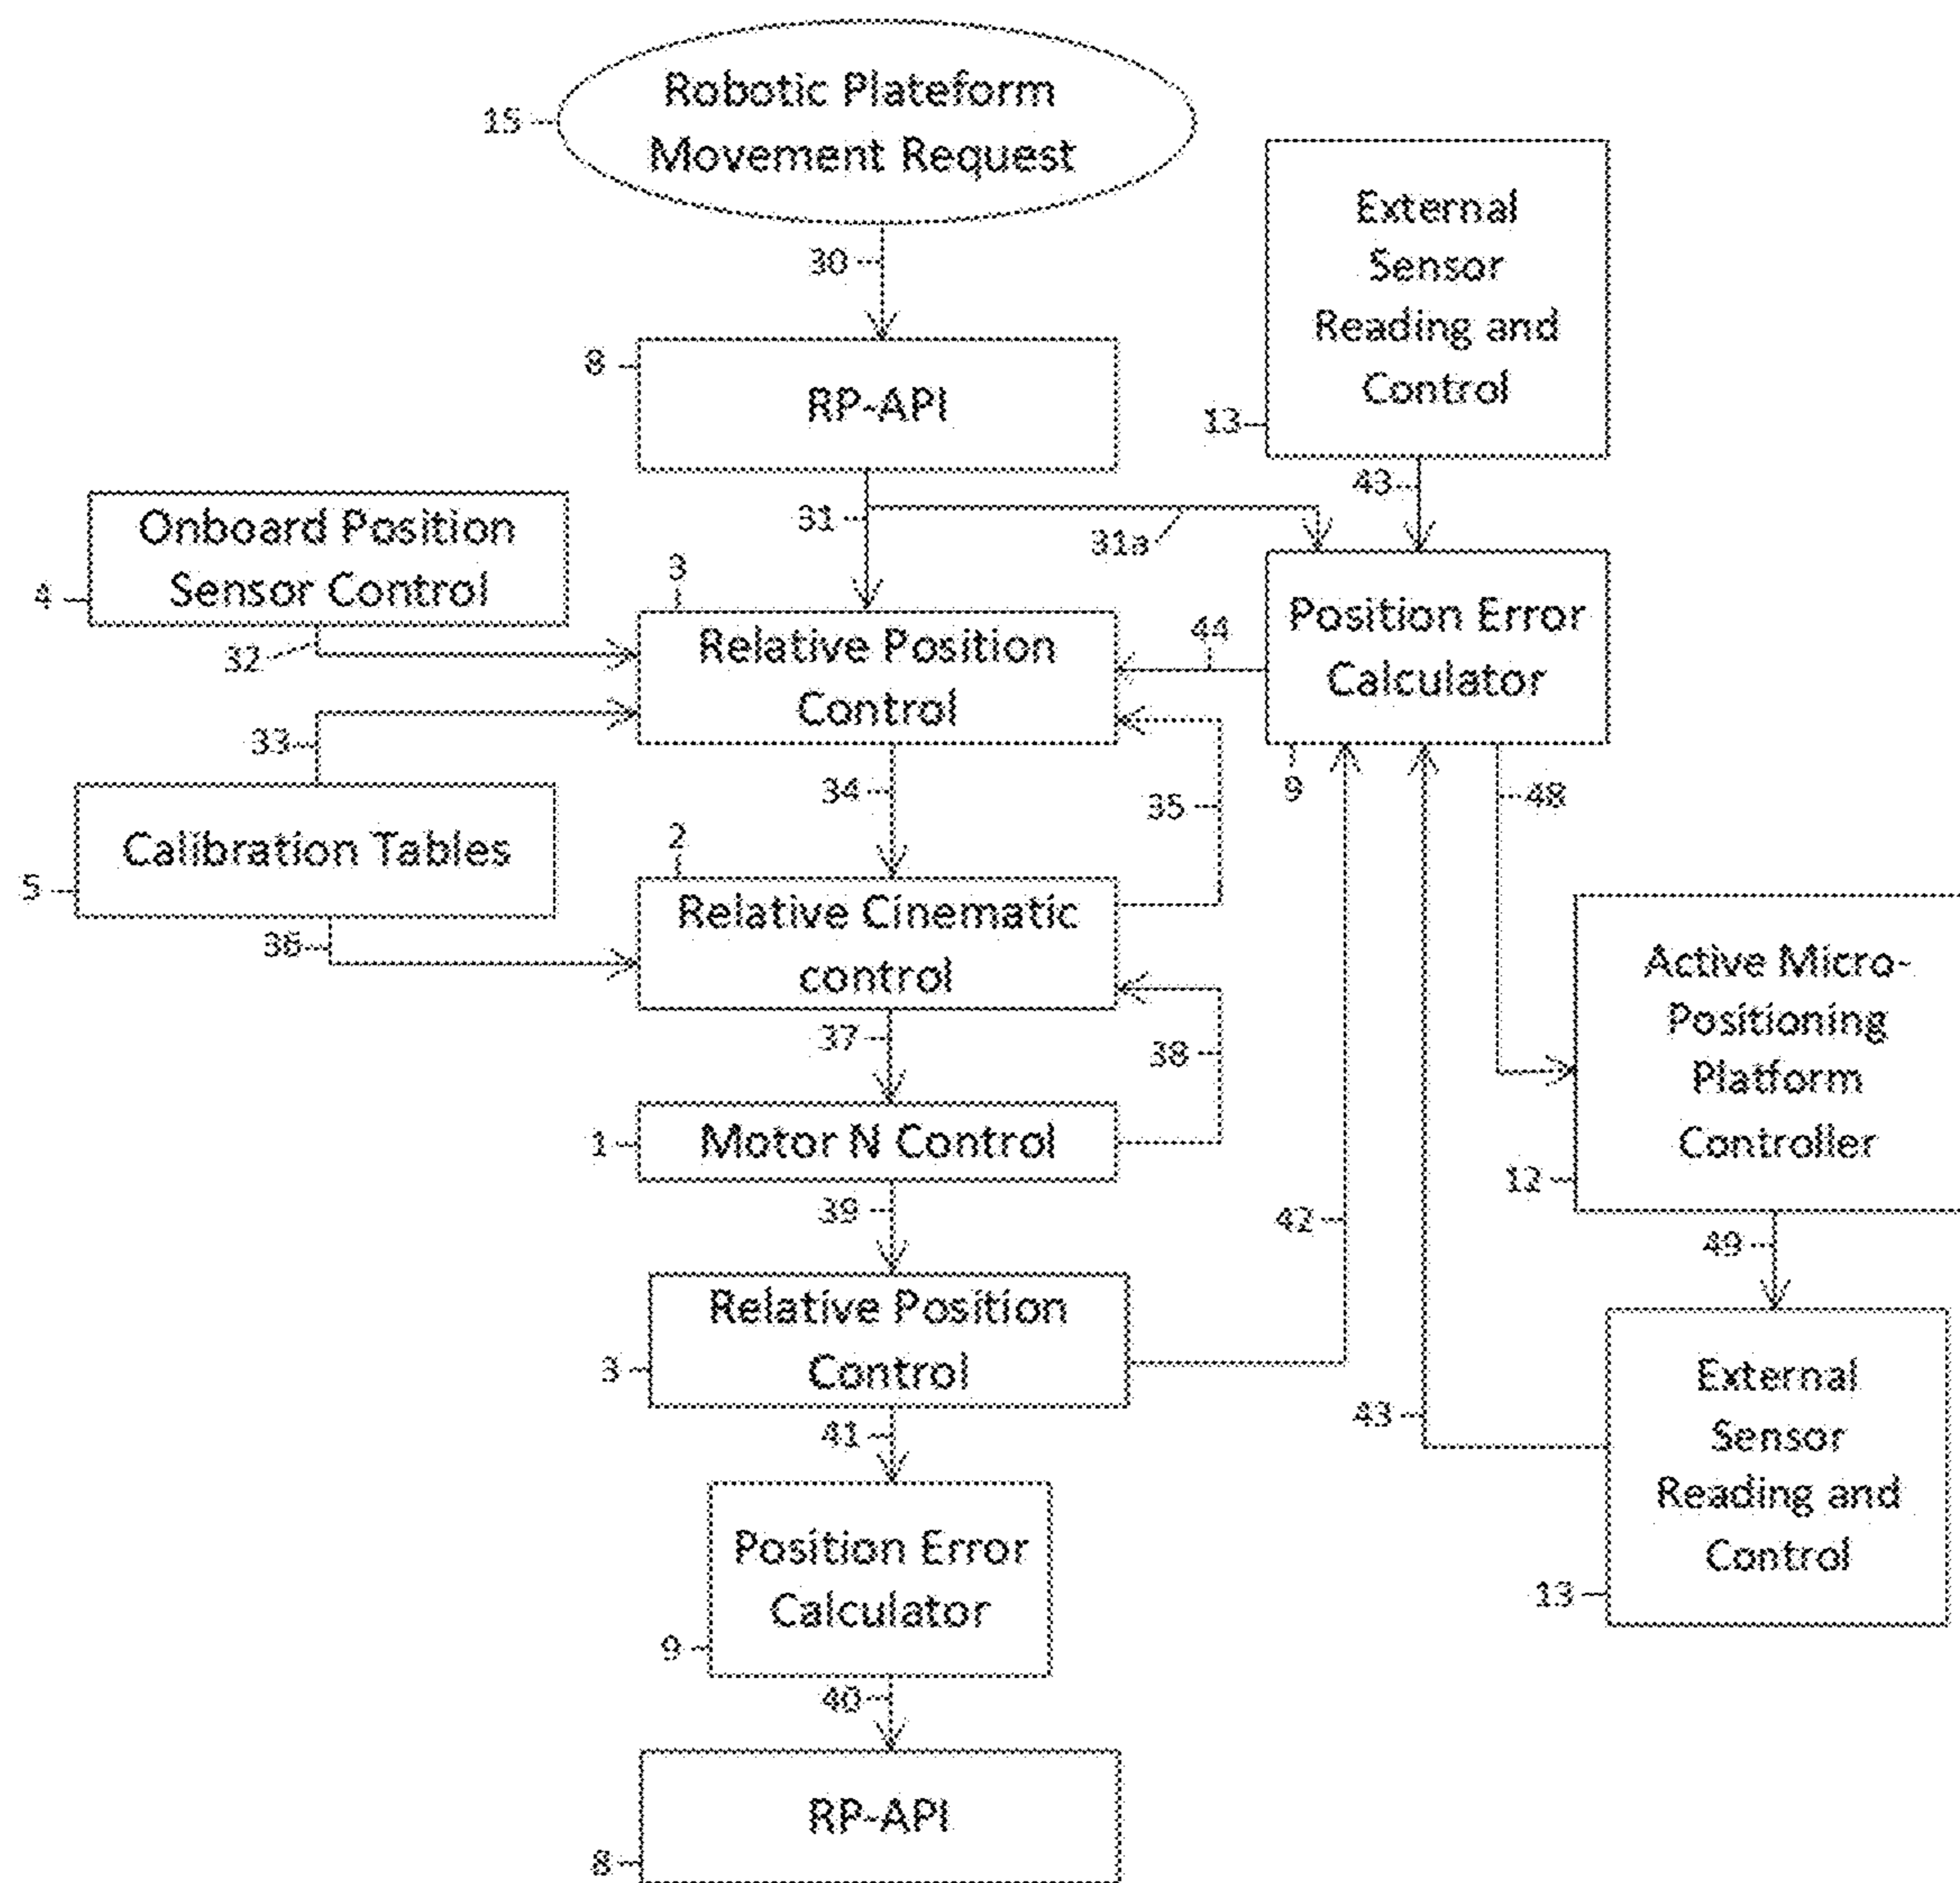 Robotic Plateform
Movement Request
15
30
External
Sensor
Reading and
Control
13
8
RP-API
43
31
31a
Onboard Position
Sensor Control
4
32
3
Relative Position
Control
44
Position Error
Calculator
9
33
34
35
48
Calibration Tables
5
36
2
Relative Cinematic
control
Active Micro-
Positioning
Platform
Controller
12
37
38
1
Motor N Control
39
42
49
Relative Position
Control
3
External
Sensor
Reading and
Control
13
43
41
Position Error
Calculator
9
40
RP-API
8